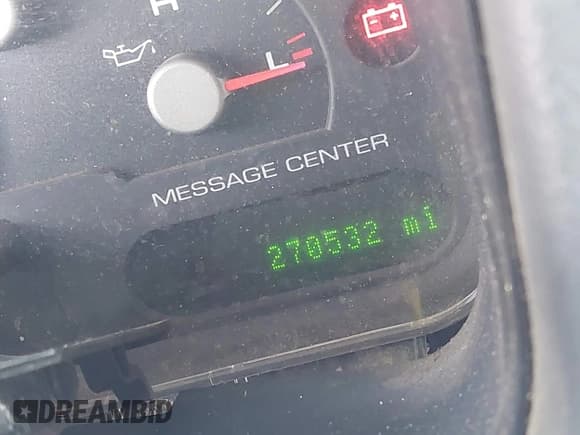 H
L
MESSAGE CENTER
270532 mi
DREAMBID